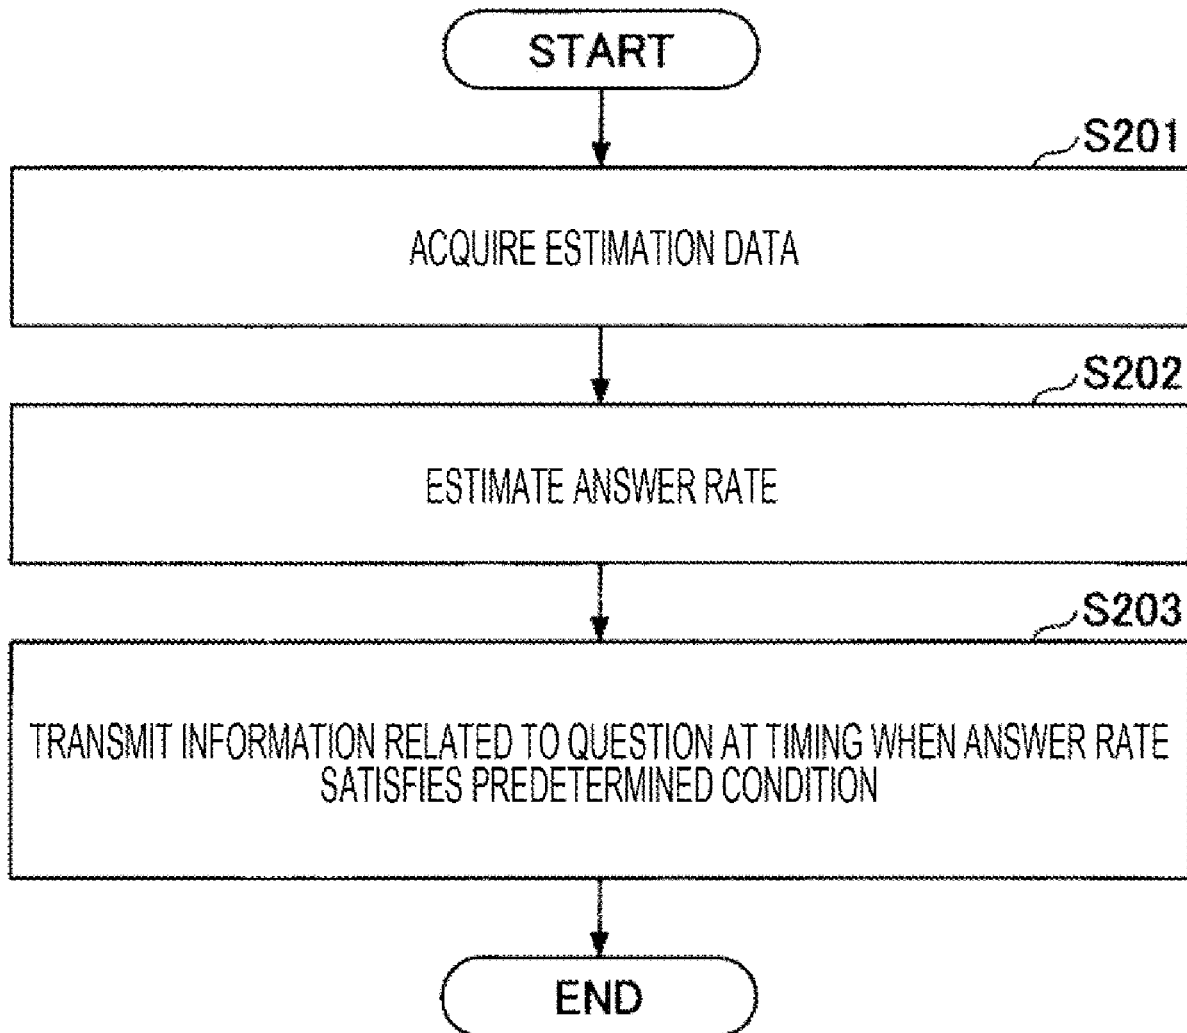 START
S201
ACQUIRE ESTIMATION DATA
S202
ESTIMATE ANSWER RATE
S203
TRANSMIT INFORMATION RELATED TO QUESTION AT TIMING WHEN ANSWER RATE
SATISFIES PREDETERMINED CONDITION
END